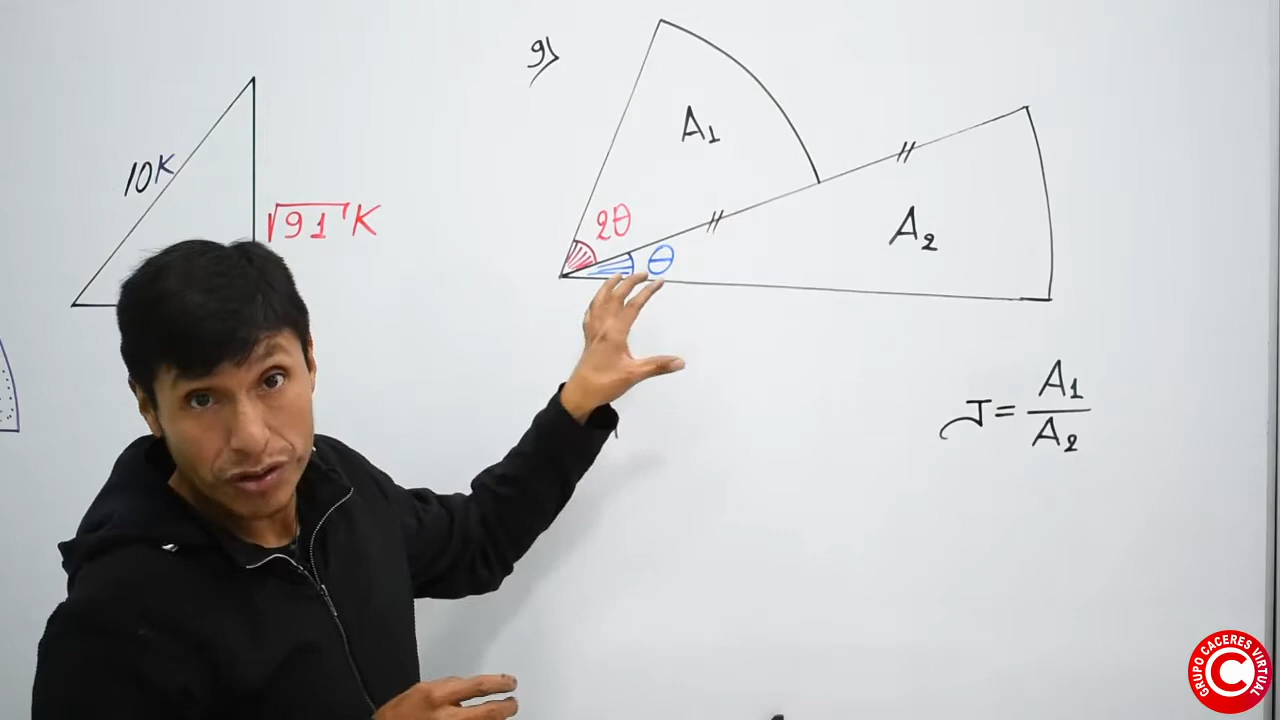 9)
A₁
10K
2θ
√91 K
A₂
θ
J = A₁ / A₂
GRUPO CACERES VIRTUAL
C